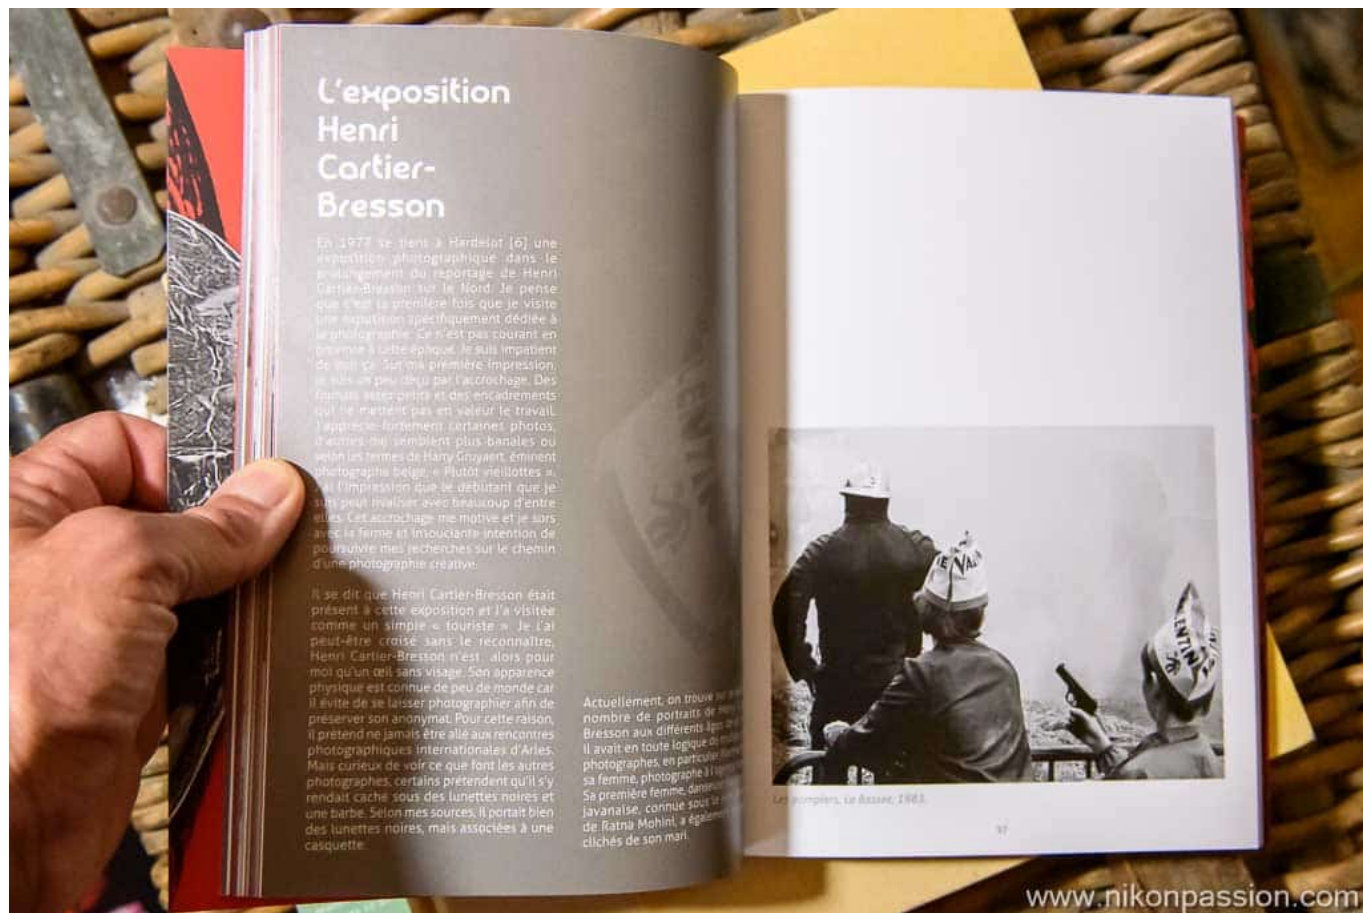 L'exposition
Henri
Cartier-
Bresson
En 1977 se tient à Hardelot [6] une
exposition photographique dans le
prolongement du reportage de Henri
Cartier-Bresson sur le Nord. Je pense
que c'est la première fois que je visite
une exposition spécifiquement dédiée à
la photographie. Ce n'est pas courant en
province à cette époque. Je suis impatient
de voir ça. Sur ma première impression,
je suis un peu déçu par l'accrochage. Des
formats assez petits et des encadrements
qui ne mettent pas en valeur le travail.
J'apprécie fortement certaines photos,
d'autres me semblent plus banales ou
selon les termes de Harry Gruyaert, éminent
photographe belge, « Plutôt vieillottes ».
J'ai l'impression que le débutant que je
suis peut rivaliser avec beaucoup d'entre
elles. Cet accrochage me motive et je sors
avec la ferme et insouciante intention de
poursuivre mes recherches sur le chemin
d'une photographie créative.
Il se dit que Henri Cartier-Bresson était
présent à cette exposition et l'a visitée
comme un simple « touriste ». Je l'ai
peut-être croisé sans le reconnaître,
Henri Cartier-Bresson n'est alors pour
moi qu'un œil sans visage. Son apparence
physique est connue de peu de monde car
il évite de se laisser photographier afin de
préserver son anonymat. Pour cette raison,
il prétend ne jamais être allé aux rencontres
photographiques internationales d'Arles.
Mais curieux de voir ce que font les autres
photographes, certains prétendent qu'il s'y
rendait caché sous des lunettes noires et
une barbe. Selon mes sources, il portait bien
des lunettes noires, mais associées à une
casquette.
Actuellement, on trouve sur
nombre de portraits de
Bresson aux différents âges
Il avait en toute logique
photographes, en particulier
sa femme, photographe à
Sa première femme, danseuse
javanaise, connue sous le
de Ratna Mohini, a également
clichés de son mari.
ENTIN
VA
LENTIN
Les pompiers, La Bassée, 1983.
57
www.nikonpassion.com